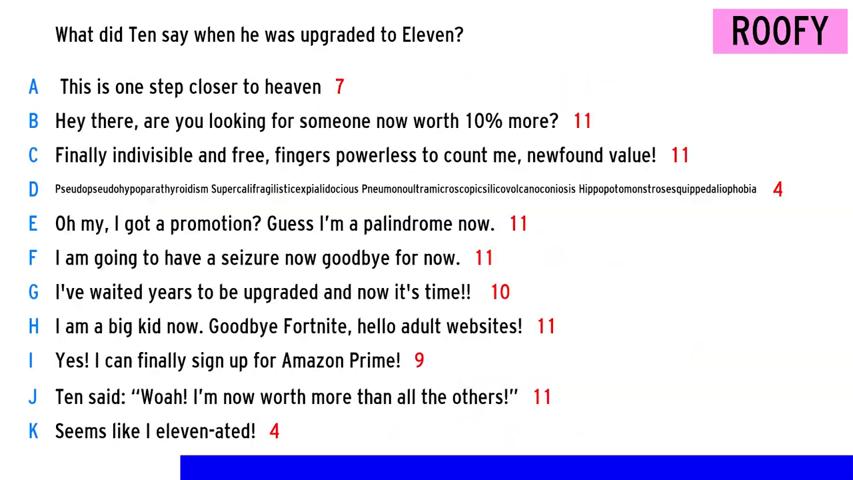 What did Ten say when he was upgraded to Eleven?
ROOFY
A This is one step closer to heaven 7
B Hey there, are you looking for someone now worth 10% more? 11
C Finally indivisible and free, fingers powerless to count me, newfound value! 11
D Pseudopseudohypoparathyroidism Supercalifragilisticexpialidocious Pneumonoultramicroscopicsilicovolcanoconiosis Hippopotomonstrosesquippedaliophobia 4
E Oh my, I got a promotion? Guess I'm a palindrome now. 11
F I am going to have a seizure now goodbye for now. 11
G I've waited years to be upgraded and now it's time!! 10
H I am a big kid now. Goodbye Fortnite, hello adult websites! 11
I Yes! I can finally sign up for Amazon Prime! 9
J Ten said: “Woah! I'm now worth more than all the others!” 11
K Seems like I eleven-ated! 4